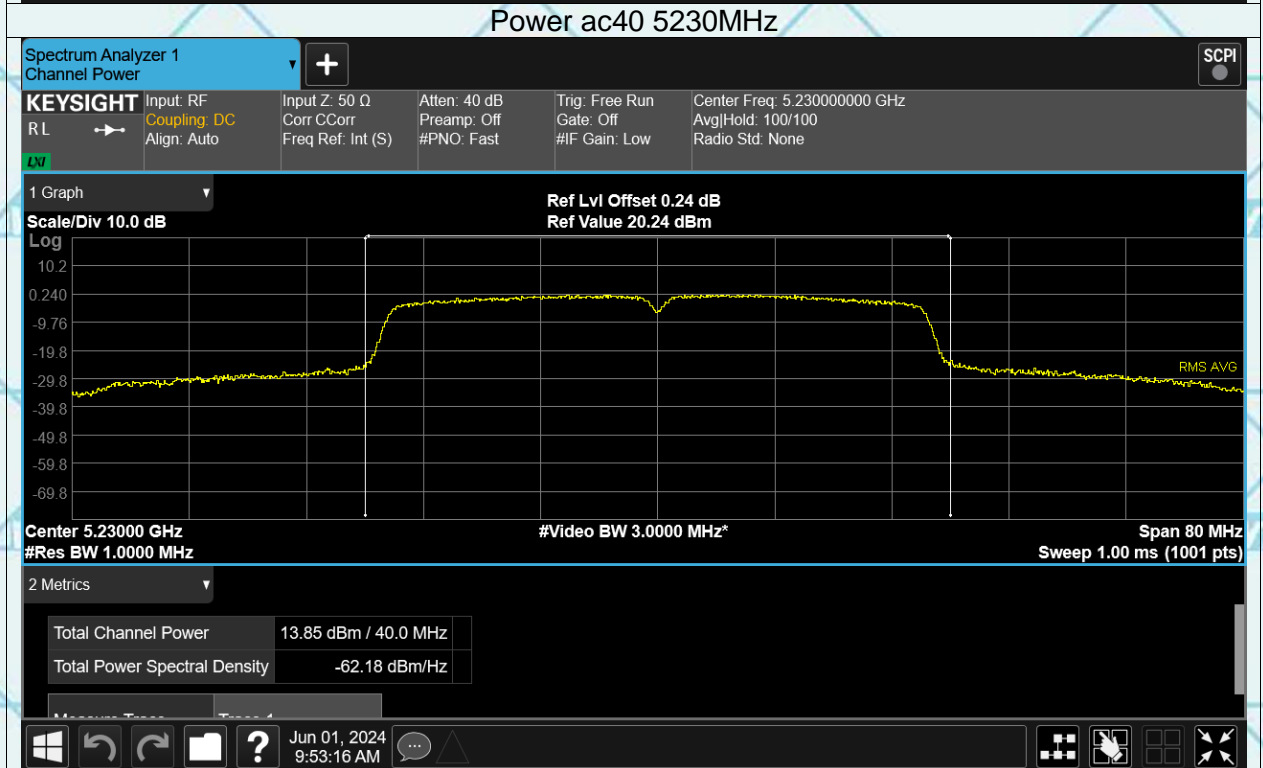 Power ac40 5230MHz
Spectrum Analyzer 1
Channel Power
SCPI
KEYSIGHT
R L
LXI
Input: RF
Coupling: DC
Align: Auto
Input Z: 50 Ω
Corr CCorr
Freq Ref: Int (S)
Atten: 40 dB
Preamp: Off
#PNO: Fast
Trig: Free Run
Gate: Off
#IF Gain: Low
Center Freq: 5.230000000 GHz
Avg|Hold: 100/100
Radio Std: None
1 Graph
Scale/Div 10.0 dB
Ref Lvl Offset 0.24 dB
Ref Value 20.24 dBm
Log
10.2
0.240
-9.76
-19.8
-29.8
-39.8
-49.8
-59.8
-69.8
RMS AVG
Center 5.23000 GHz
#Res BW 1.0000 MHz
#Video BW 3.0000 MHz*
Span 80 MHz
Sweep 1.00 ms (1001 pts)
2 Metrics
Total Channel Power 13.85 dBm / 40.0 MHz
Total Power Spectral Density -62.18 dBm/Hz
Measure Trace Trace 1
?
Jun 01, 2024
9:53:16 AM